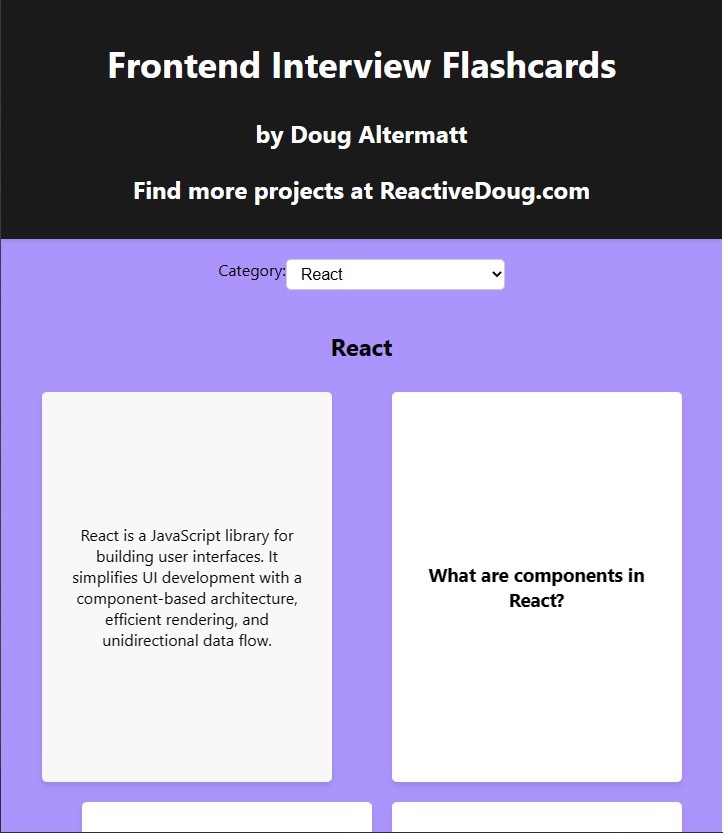 Frontend Interview Flashcards
by Doug Altermatt
Find more projects at ReactiveDoug.com
Category: React
React
React is a JavaScript library for
building user interfaces. It
simplifies UI development with a
component-based architecture,
efficient rendering, and
unidirectional data flow.
What are components in
React?